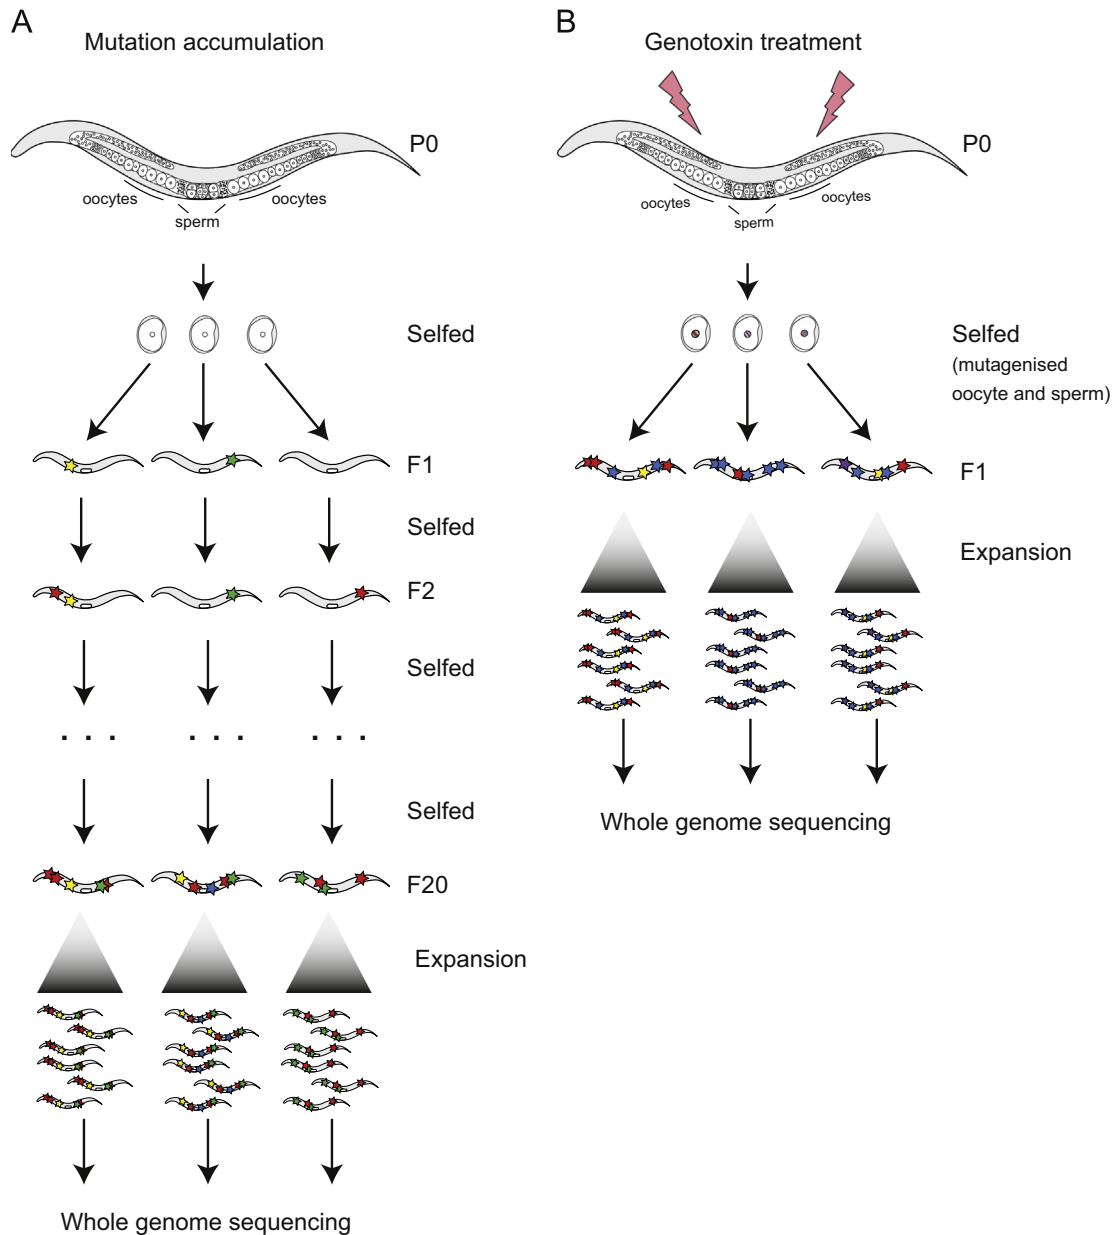 A
Mutation accumulation
P0
oocytes
oocytes
sperm
Selfed
F1
Selfed
F2
Selfed
. . .
. . .
. . .
Selfed
F20
Expansion
Whole genome sequencing
B
Genotoxin treatment
P0
oocytes
oocytes
sperm
Selfed
(mutagenised
oocyte and sperm)
F1
Expansion
Whole genome sequencing